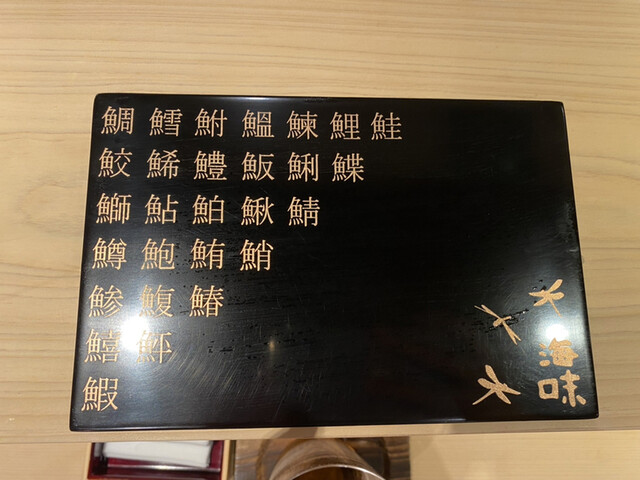 鯛鱈鮒鰮鰊鯉鮭
鮫鯑鱧鮟鯏鰈
鰤鮎鮊鰍鯖
鱒鮑鮪鮹
鯵鰒鰆
鱚鮃
鰕
海味